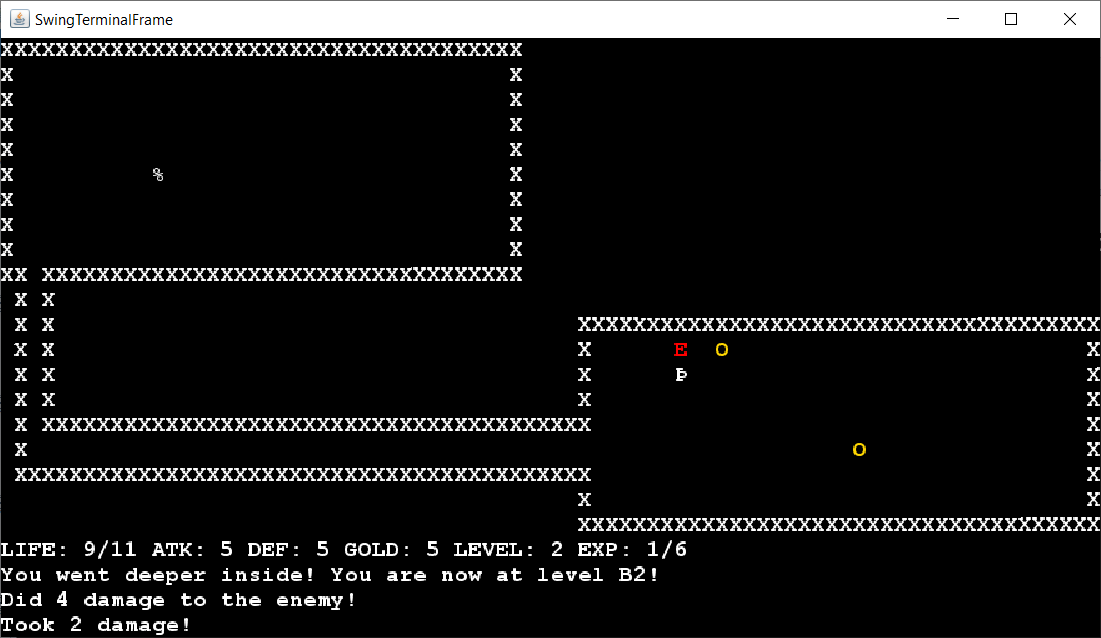 SwingTerminalFrame
XXXXXXXXXXXXXXXXXXXXXXXXXXXXXXXXXXXXXX
X                                    X
X                                    X
X                                    X
X                                    X
X          %                         X
X                                    X
X                                    X
X                                    X
XX XXXXXXXXXXXXXXXXXXXXXXXXXXXXXXXXXXX
 X X
 X X                                      XXXXXXXXXXXXXXXXXXXXXXXXXXXXXXXXXXXXXX
 X X                                      X      E  O                          X
 X X                                      X      Þ                             X
 X X                                      X                                    X
 X XXXXXXXXXXXXXXXXXXXXXXXXXXXXXXXXXXXXXXXX                                    X
 X                                                            O                X
 XXXXXXXXXXXXXXXXXXXXXXXXXXXXXXXXXXXXXXXXXX                                    X
                                          X                                    X
                                          XXXXXXXXXXXXXXXXXXXXXXXXXXXXXXXXXXXXXX
LIFE: 9/11 ATK: 5 DEF: 5 GOLD: 5 LEVEL: 2 EXP: 1/6
You went deeper inside! You are now at level B2!
Did 4 damage to the enemy!
Took 2 damage!